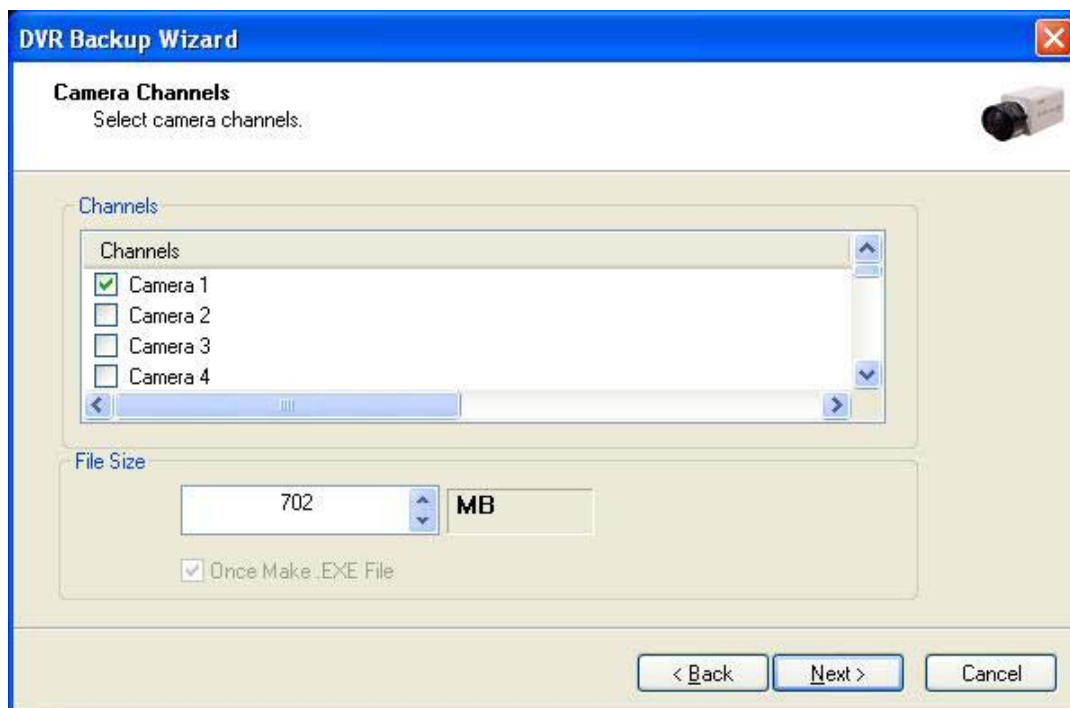 DVR Backup Wizard
Camera Channels
Select camera channels.
Channels
Channels
Camera 1
Camera 2
Camera 3
Camera 4
File Size
702 MB
Once Make .EXE File
< Back Next > Cancel